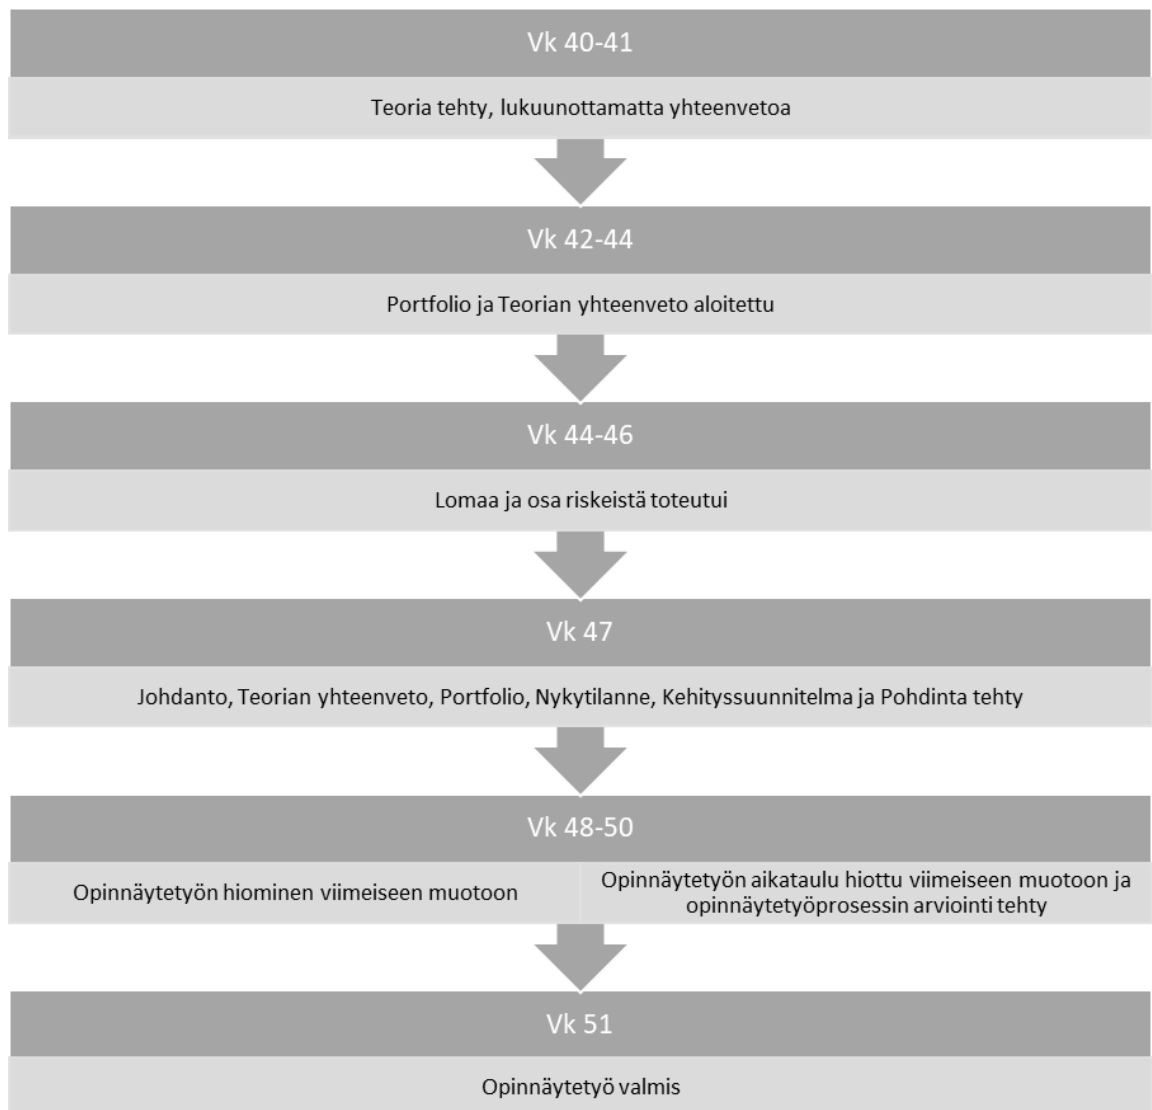 Vk 40-41
Teoria tehty, lukuunottamatta yhteenvetoa
Vk 42-44
Portfolio ja Teorian yhteenveto aloitettu
Vk 44-46
Lomaa ja osa riskeistä toteutui
Vk 47
Johdanto, Teorian yhteenveto, Portfolio, Nykytilanne, Kehityssuunnitelma ja Pohdinta tehty
Vk 48-50
Opinnäytetyön hiominen viimeiseen muotoon
Opinnäytetyön aikataulu hiottu viimeiseen muotoon ja
opinnäytetyöprosessin arviointi tehty
Vk 51
Opinnäytetyö valmis